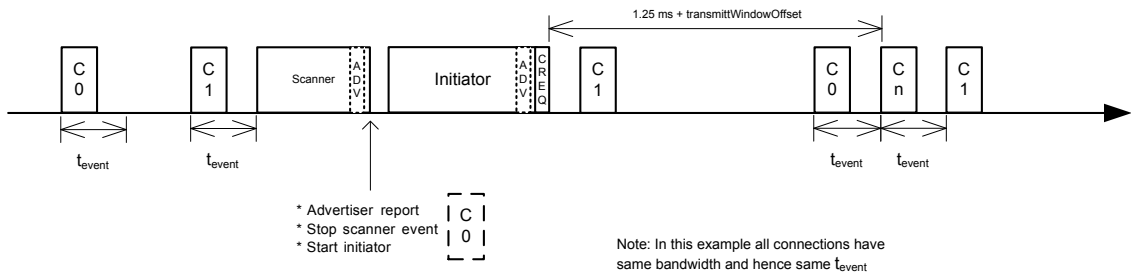 1.25 ms + transmittWindowOffset
C
0
C
1
Scanner
A
D
V
Initiator
A
D
V
C
R
E
Q
C
1
C
0
C
n
C
1
tevent
tevent
tevent
tevent
* Advertiser report
* Stop scanner event
* Start initiator
C
0
Note: In this example all connections have
same bandwidth and hence same tevent